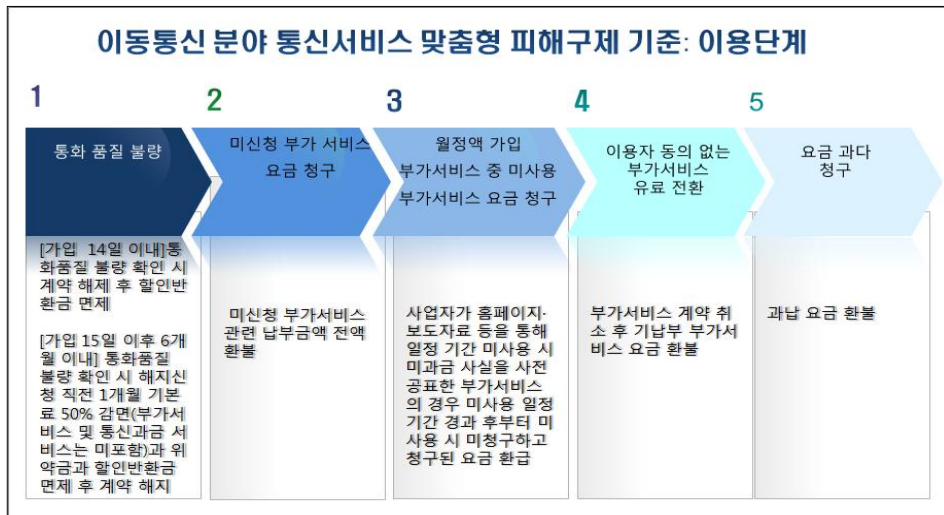 이동통신 분야 통신서비스 맞춤형 피해구제 기준: 이용단계
1
통화 품질 불량
[가입 14일 이내]통
화품질 불량 확인 시
계약 해제 후 할인반
환금 면제
[가입 15일 이후 6개
월 이내] 통화품질
불량 확인 시 해지신
청 직전 1개월 기본
료 50% 감면(부가서
비스 및 통신과금 서
비스는 미포함)과 위
약금과 할인반환금
면제 후 계약 해지
2
미신청 부가 서비스
요금 청구
미신청 부가서비스
관련 납부금액 전액
환불
3
월정액 가입
부가서비스 중 미사용
부가서비스 요금 청구
사업자가 홈페이지·
보도자료 등을 통해
일정 기간 미사용 시
미과금 사실을 사전
공표한 부가서비스
의 경우 미사용 일정
기간 경과 후부터 미
사용 시 미청구하고
청구된 요금 환급
4
이용자 동의 없는
부가서비스
유료 전환
부가서비스 계약 취
소 후 기납부 부가서
비스 요금 환불
5
요금 과다
청구
과납 요금 환불